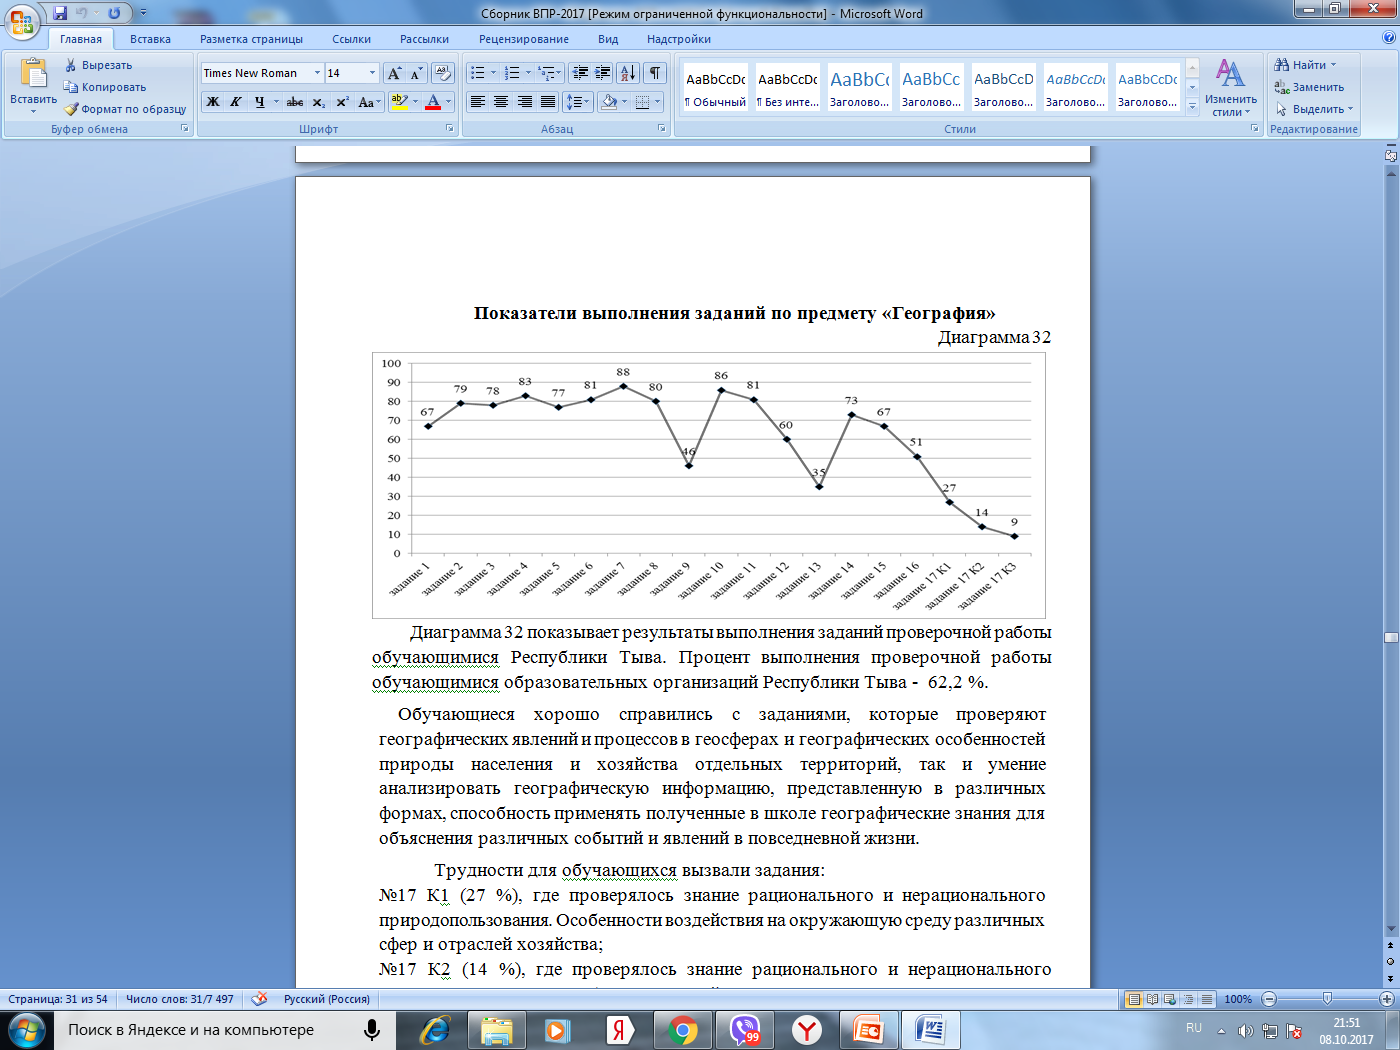 Сборник ВПР-2017 [Режим ограниченной функциональности] - Microsoft Word
Главная Вставка Разметка страницы Ссылки Рассылки Рецензирование Вид Надстройки
Вставить
Вырезать
Копировать
Формат по образцу
Буфер обмена
Times New Roman 14
Ж К Ч abc x₂ x² Aa
Шрифт
Абзац
AaBbCcDc AaBbCcDc AaBbCc AaBbCc AaBbCcD AaBbCcDc AaBbCcDc
¶ Обычный ¶ Без инте... Заголово... Заголово... Заголово... Заголово... Заголово...
Изменить
стили
Стили
Найти
Заменить
Выделить
Редактирование
Показатели выполнения заданий по предмету «География»
Диаграмма 32
100
90
80
70
60
50
40
30
20
10
0
67 79 78 83 77 81 88 80 46 86 81 60 35 73 67 51 27 14 9
задание 1
задание 2
задание 3
задание 4
задание 5
задание 6
задание 7
задание 8
задание 9
задание 10
задание 11
задание 12
задание 13
задание 14
задание 15
задание 16
задание 17 К1
задание 17 К2
задание 17 К3
Диаграмма 32 показывает результаты выполнения заданий проверочной работы
обучающимися Республики Тыва. Процент выполнения проверочной работы
обучающимися образовательных организаций Республики Тыва - 62,2 %.
Обучающиеся хорошо справились с заданиями, которые проверяют
географических явлений и процессов в геосферах и географических особенностей
природы населения и хозяйства отдельных территорий, так и умение
анализировать географическую информацию, представленную в различных
формах, способность применять полученные в школе географические знания для
объяснения различных событий и явлений в повседневной жизни.
Трудности для обучающихся вызвали задания:
№17 К1 (27 %), где проверялось знание рационального и нерационального
природопользования. Особенности воздействия на окружающую среду различных
сфер и отраслей хозяйства;
№17 К2 (14 %), где проверялось знание рационального и нерационального
Страница: 31 из 54 Число слов: 31/7 497 Русский (Россия) 100%
Поиск в Яндексе и на компьютере
99
RU
21:51
08.10.2017